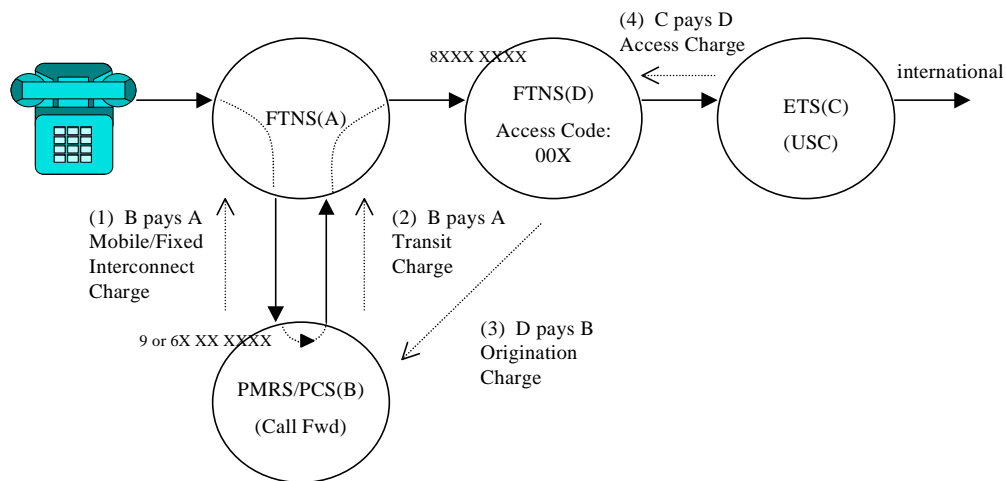 (4) C pays D
Access Charge
8XXX XXXX
international
FTNS(A)
FTNS(D)
Access Code:
00X
ETS(C)
(USC)
(1) B pays A
Mobile/Fixed
Interconnect
Charge
(2) B pays A
Transit
Charge
(3) D pays B
Origination
Charge
9 or 6X XX XXXX
PMRS/PCS(B)
(Call Fwd)